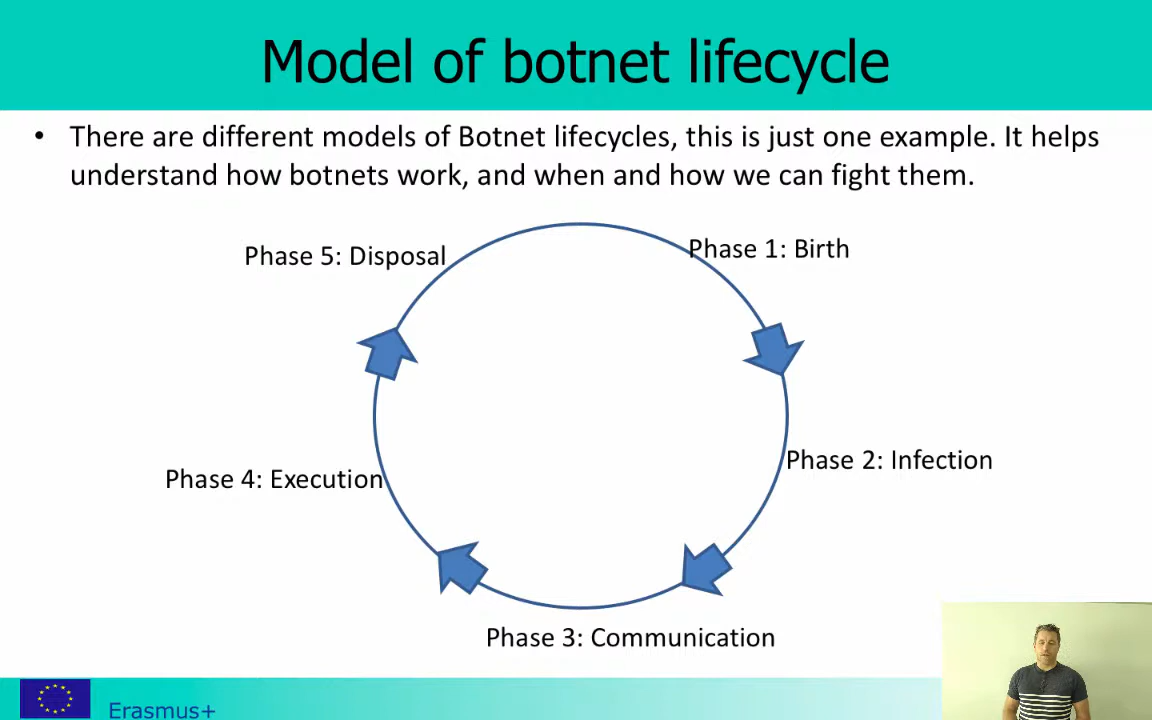 Model of botnet lifecycle
• There are different models of Botnet lifecycles, this is just one example. It helps
understand how botnets work, and when and how we can fight them.
Phase 5: Disposal
Phase 1: Birth
Phase 2: Infection
Phase 4: Execution
Phase 3: Communication
Erasmus+